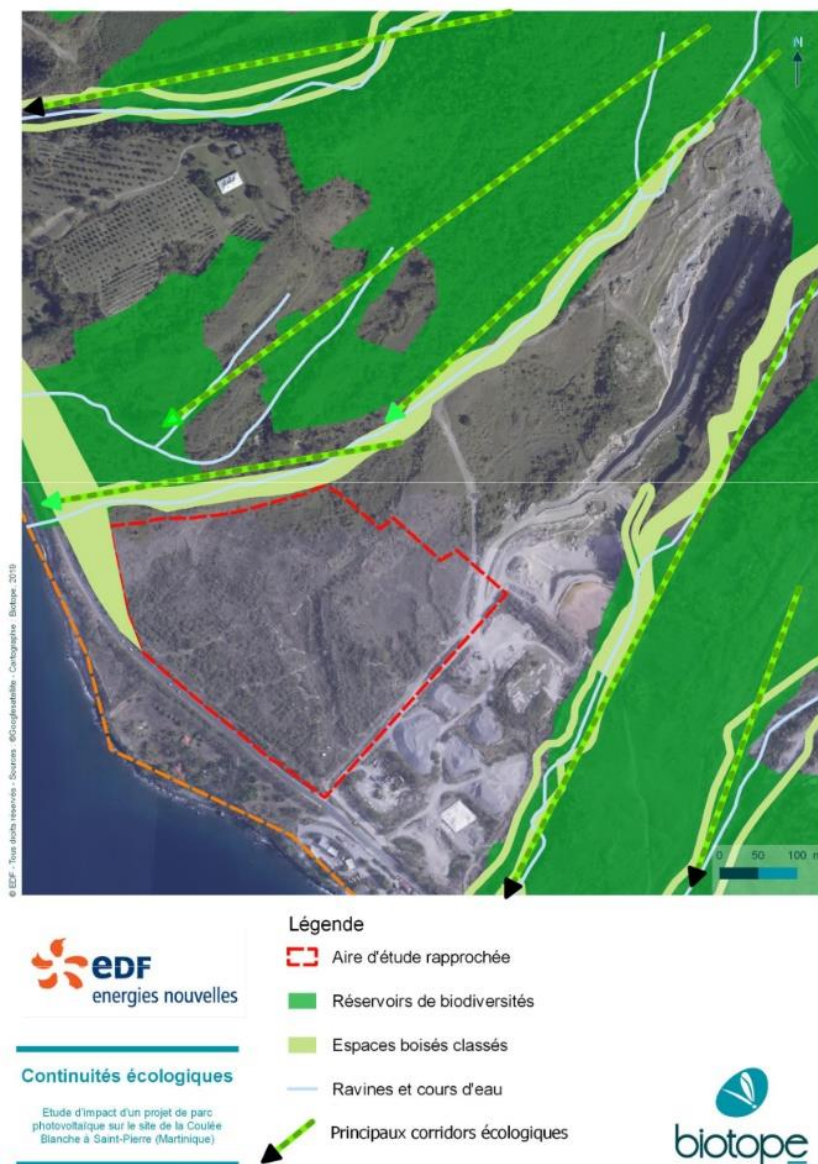 N
© EDF - Tous droits réservés - Sources : ©Googlesatellite - Cartographie : Biotope, 2019
0 50 100 m
Légende
Aire d'étude rapprochée
Réservoirs de biodiversités
Espaces boisés classés
Ravines et cours d'eau
Principaux corridors écologiques
eDF
energies nouvelles
Continuités écologiques
Etude d'impact d'un projet de parc
photovoltaïque sur le site de la Coulée
Blanche à Saint-Pierre (Martinique)
biotope